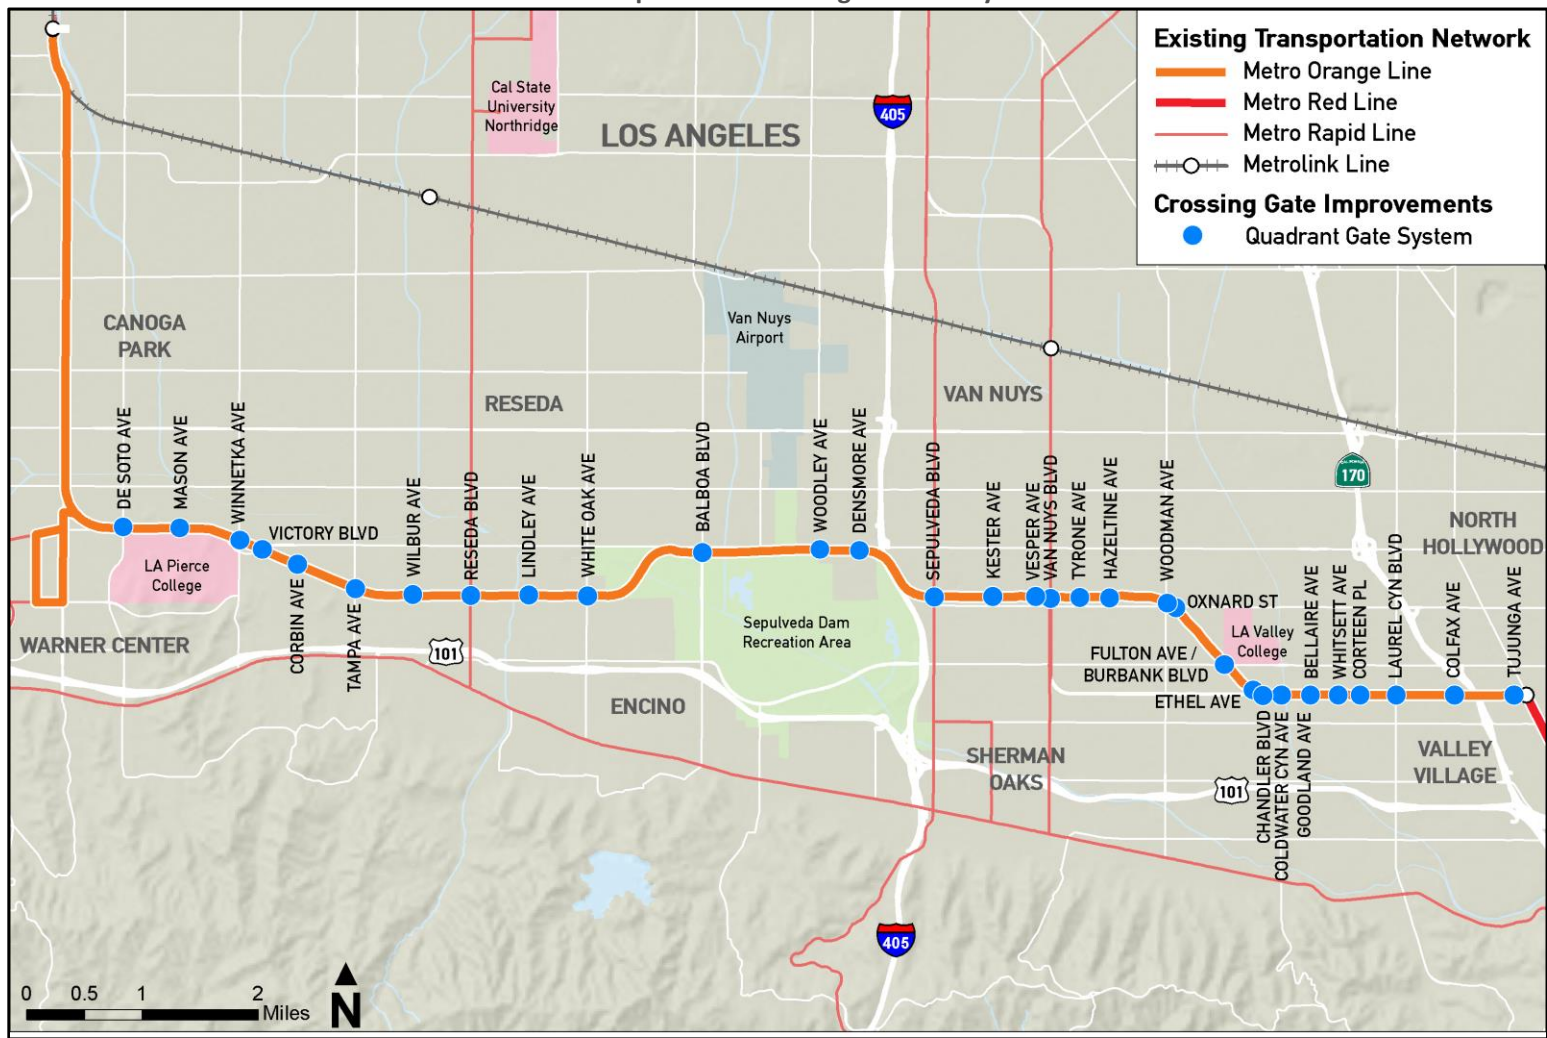 Existing Transportation Network
Metro Orange Line
Metro Red Line
Metro Rapid Line
Metrolink Line
Crossing Gate Improvements
Quadrant Gate System
Cal State
University
Northridge
LOS ANGELES
405
CANOGA
PARK
Van Nuys
Airport
RESEDA
VAN NUYS
170
NORTH
HOLLYWOOD
DE SOTO AVE
MASON AVE
WINNETKA AVE
VICTORY BLVD
CORBIN AVE
TAMPA AVE
WILBUR AVE
RESEDA BLVD
LINDLEY AVE
WHITE OAK AVE
BALBOA BLVD
WOODLEY AVE
DENSMORE AVE
SEPULVEDA BLVD
KESTER AVE
VESPER AVE
VAN NUYS BLVD
TYRONE AVE
HAZELTINE AVE
WOODMAN AVE
OXNARD ST
FULTON AVE /
BURBANK BLVD
ETHEL AVE
CHANDLER BLVD
COLDWATER CYN AVE
GOODLAND AVE
BELLAIRE AVE
WHITSETT AVE
CORTEEN PL
LAUREL CYN BLVD
COLFAX AVE
TUJUNGA AVE
LA Pierce
College
LA Valley
College
Sepulveda Dam
Recreation Area
WARNER CENTER
101
ENCINO
SHERMAN
OAKS
101
VALLEY
VILLAGE
405
0 0.5 1 2
Miles
N